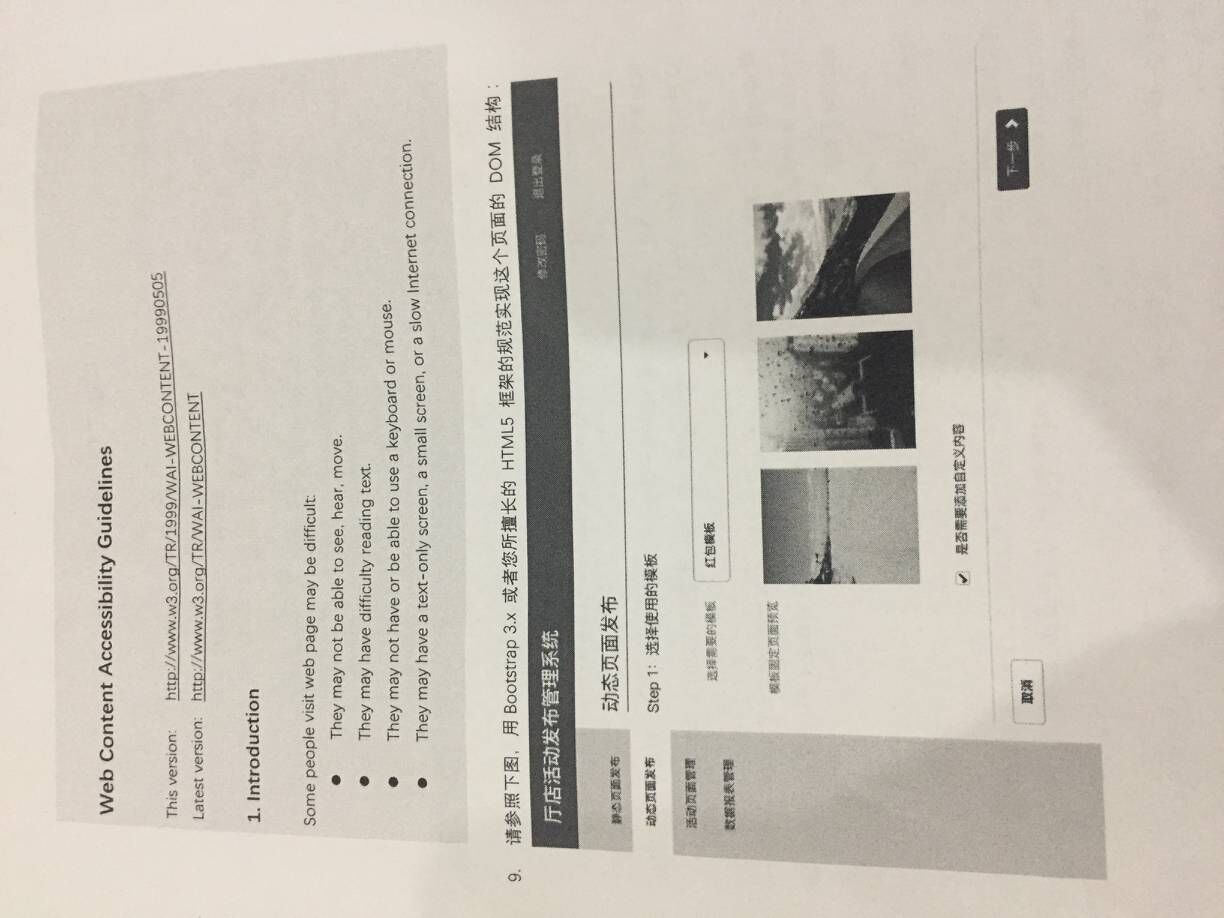 Web Content Accessibility Guidelines
This version: http://www.w3.org/TR/1999/WAI-WEBCONTENT-19990505
Latest version: http://www.w3.org/TR/WAI-WEBCONTENT
1. Introduction
Some people visit web page may be difficult:
● They may not be able to see, hear, move.
● They may have difficulty reading text.
● They may not have or be able to use a keyboard or mouse.
● They may have a text-only screen, a small screen, or a slow Internet connection.
9. 请参照下图，用 Bootstrap 3.x 或者您所擅长的 HTML5 框架的规范实现这个页面的 DOM 结构：
厅店活动发布管理系统 修改密码 退出登录
静态页面发布
动态页面发布
活动页面管理
数据报表管理
动态页面发布
Step 1：选择使用的模板
选择需要的模板 红包模板
模板固定页面预览
是否需要添加自定义内容
取消 下一步